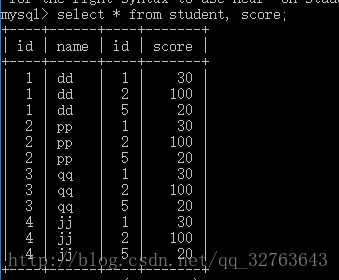 for the right syntax to use near 'on stud
mysql> select * from student, score;
+----+------+----+-------+
| id | name | id | score |
+----+------+----+-------+
| 1 | dd | 1 | 30 |
| 1 | dd | 2 | 100 |
| 1 | dd | 5 | 20 |
| 2 | pp | 1 | 30 |
| 2 | pp | 2 | 100 |
| 2 | pp | 5 | 20 |
| 3 | qq | 1 | 30 |
| 3 | qq | 2 | 100 |
| 3 | qq | 5 | 20 |
| 4 | jj | 1 | 30 |
| 4 | jj | 2 | 100 |
| 4 | jj | 5 | 20 |
+----+------+----+-------+
http://blog.csdn.net/qq_32763643